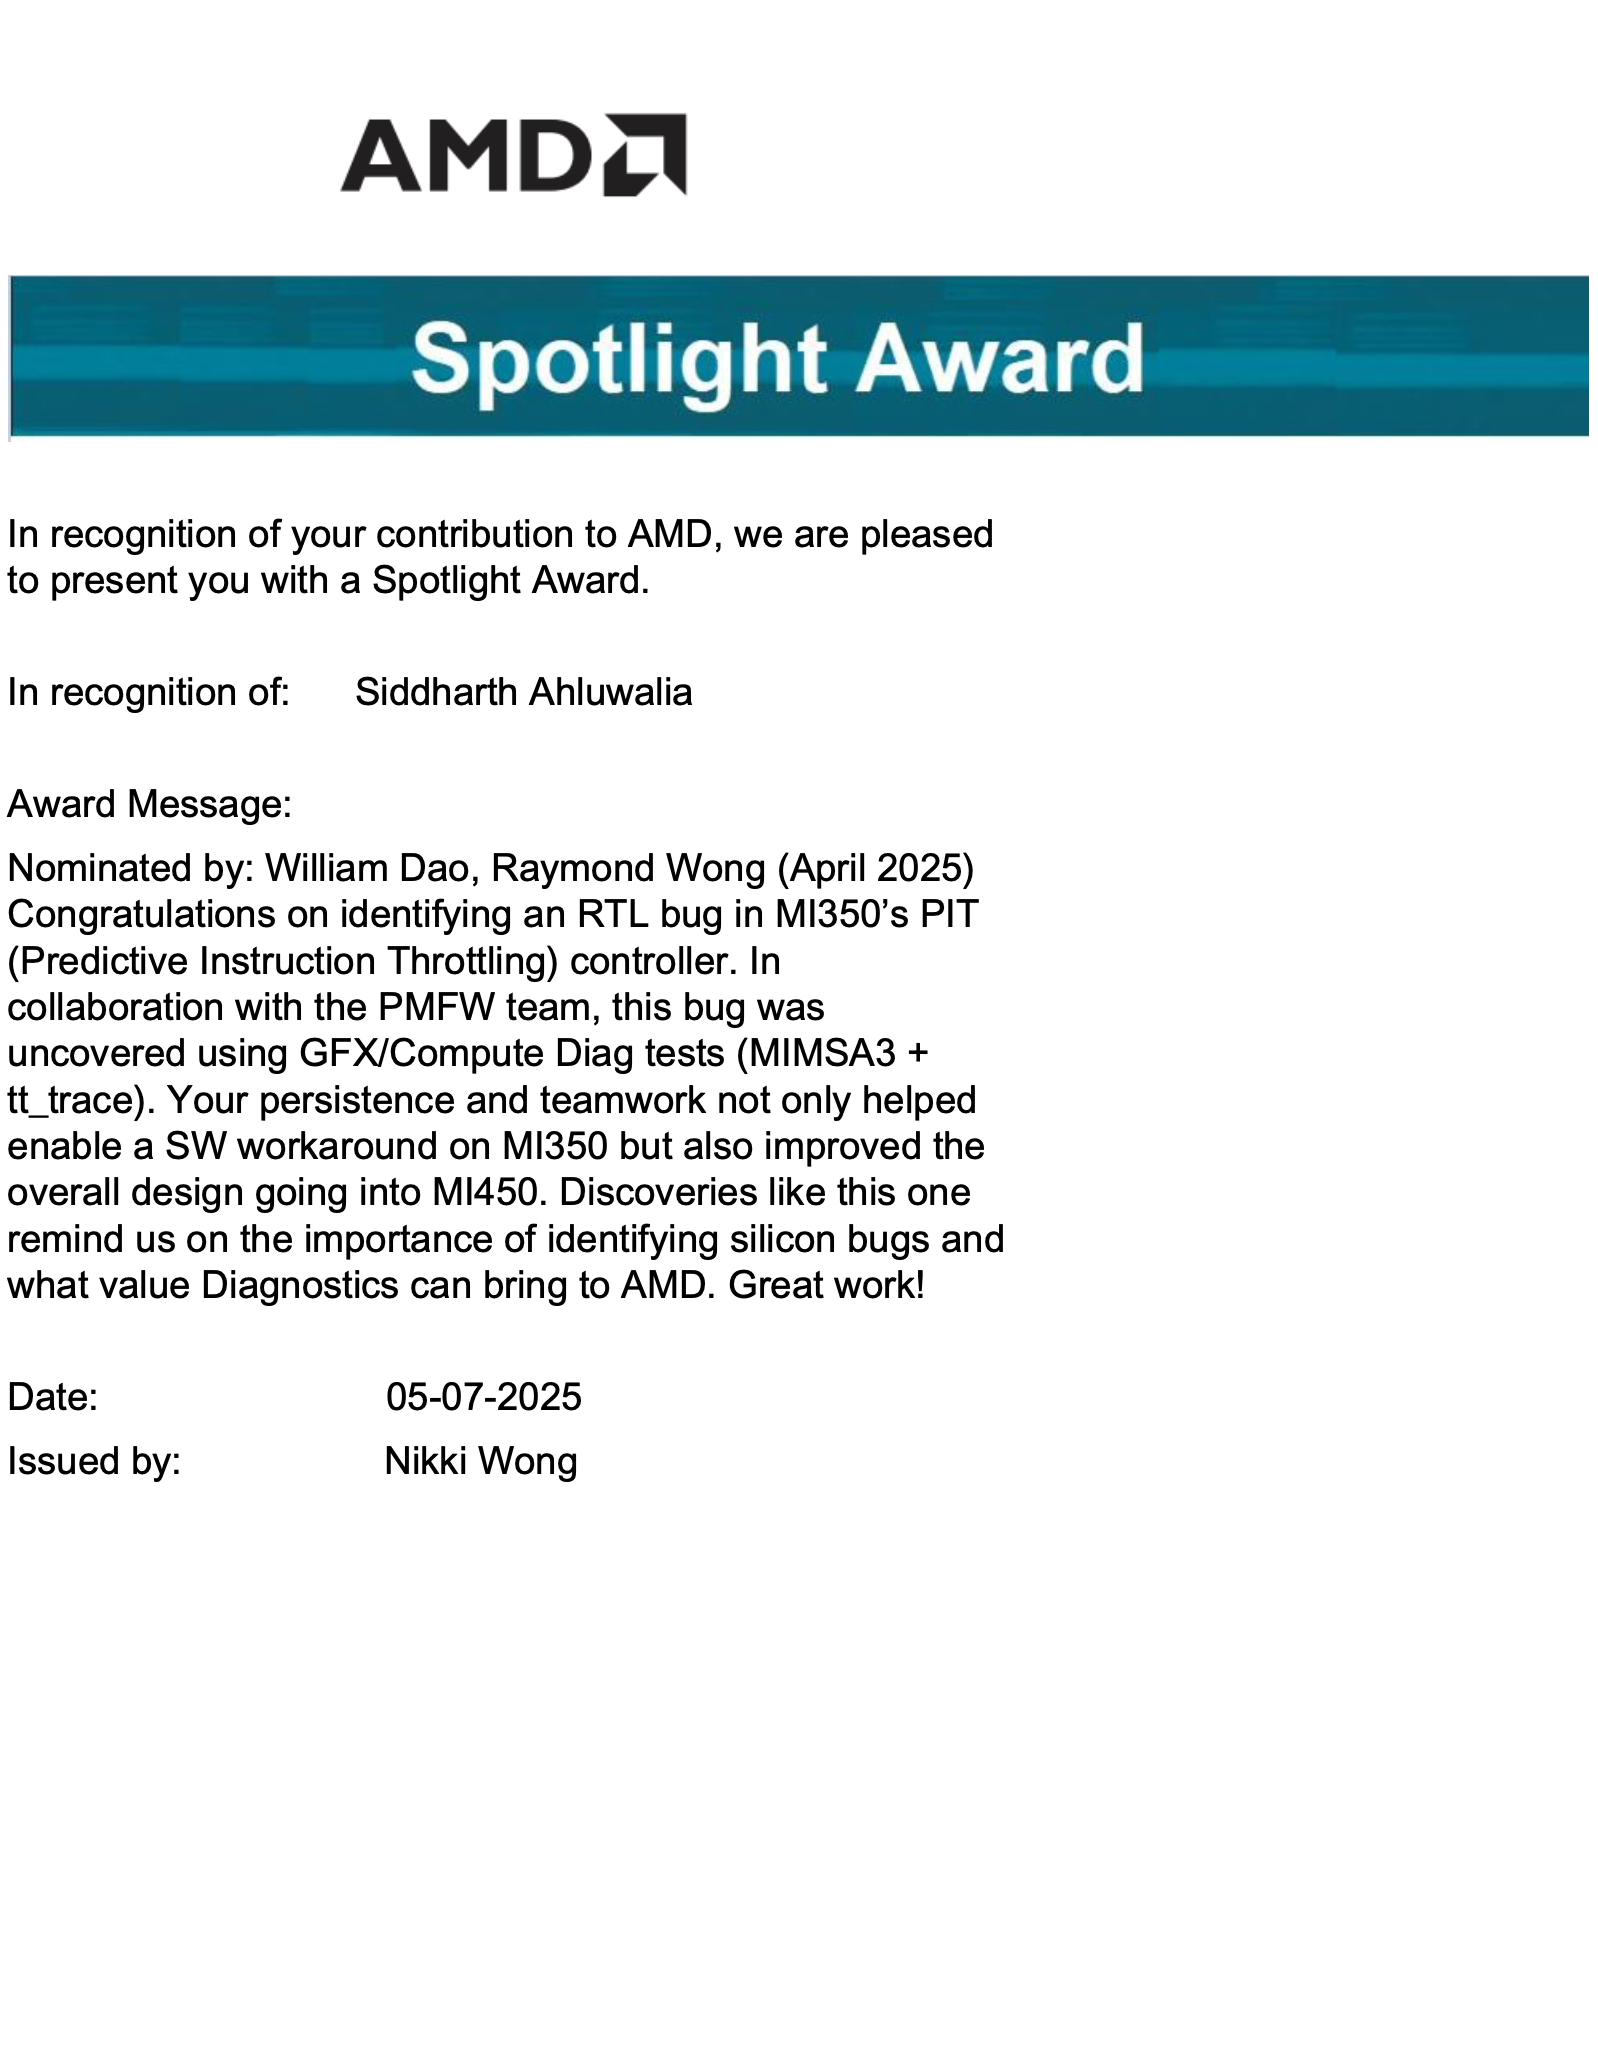 AMD
Spotlight Award
In recognition of your contribution to AMD, we are pleased
to present you with a Spotlight Award.
In recognition of: Siddharth Ahluwalia
Award Message:
Nominated by: William Dao, Raymond Wong (April 2025)
Congratulations on identifying an RTL bug in MI350’s PIT
(Predictive Instruction Throttling) controller. In
collaboration with the PMFW team, this bug was
uncovered using GFX/Compute Diag tests (MIMSA3 +
tt_trace). Your persistence and teamwork not only helped
enable a SW workaround on MI350 but also improved the
overall design going into MI450. Discoveries like this one
remind us on the importance of identifying silicon bugs and
what value Diagnostics can bring to AMD. Great work!
Date: 05-07-2025
Issued by: Nikki Wong